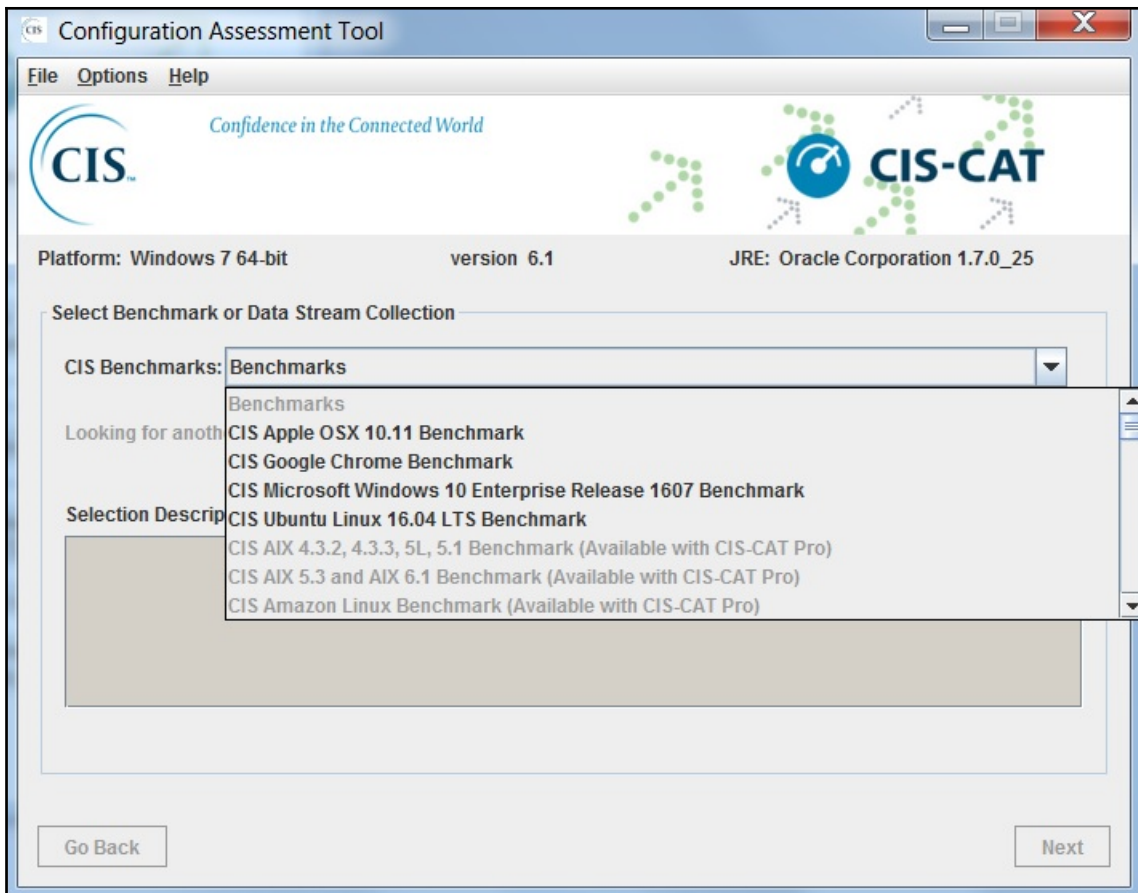 CIS Configuration Assessment Tool
File Options Help
CIS™ Confidence in the Connected World CIS-CAT
Platform: Windows 7 64-bit version 6.1 JRE: Oracle Corporation 1.7.0_25
Select Benchmark or Data Stream Collection
CIS Benchmarks: Benchmarks
Benchmarks
Looking for anoth
CIS Apple OSX 10.11 Benchmark
CIS Google Chrome Benchmark
CIS Microsoft Windows 10 Enterprise Release 1607 Benchmark
Selection Descrip
CIS Ubuntu Linux 16.04 LTS Benchmark
CIS AIX 4.3.2, 4.3.3, 5L, 5.1 Benchmark (Available with CIS-CAT Pro)
CIS AIX 5.3 and AIX 6.1 Benchmark (Available with CIS-CAT Pro)
CIS Amazon Linux Benchmark (Available with CIS-CAT Pro)
Go Back Next